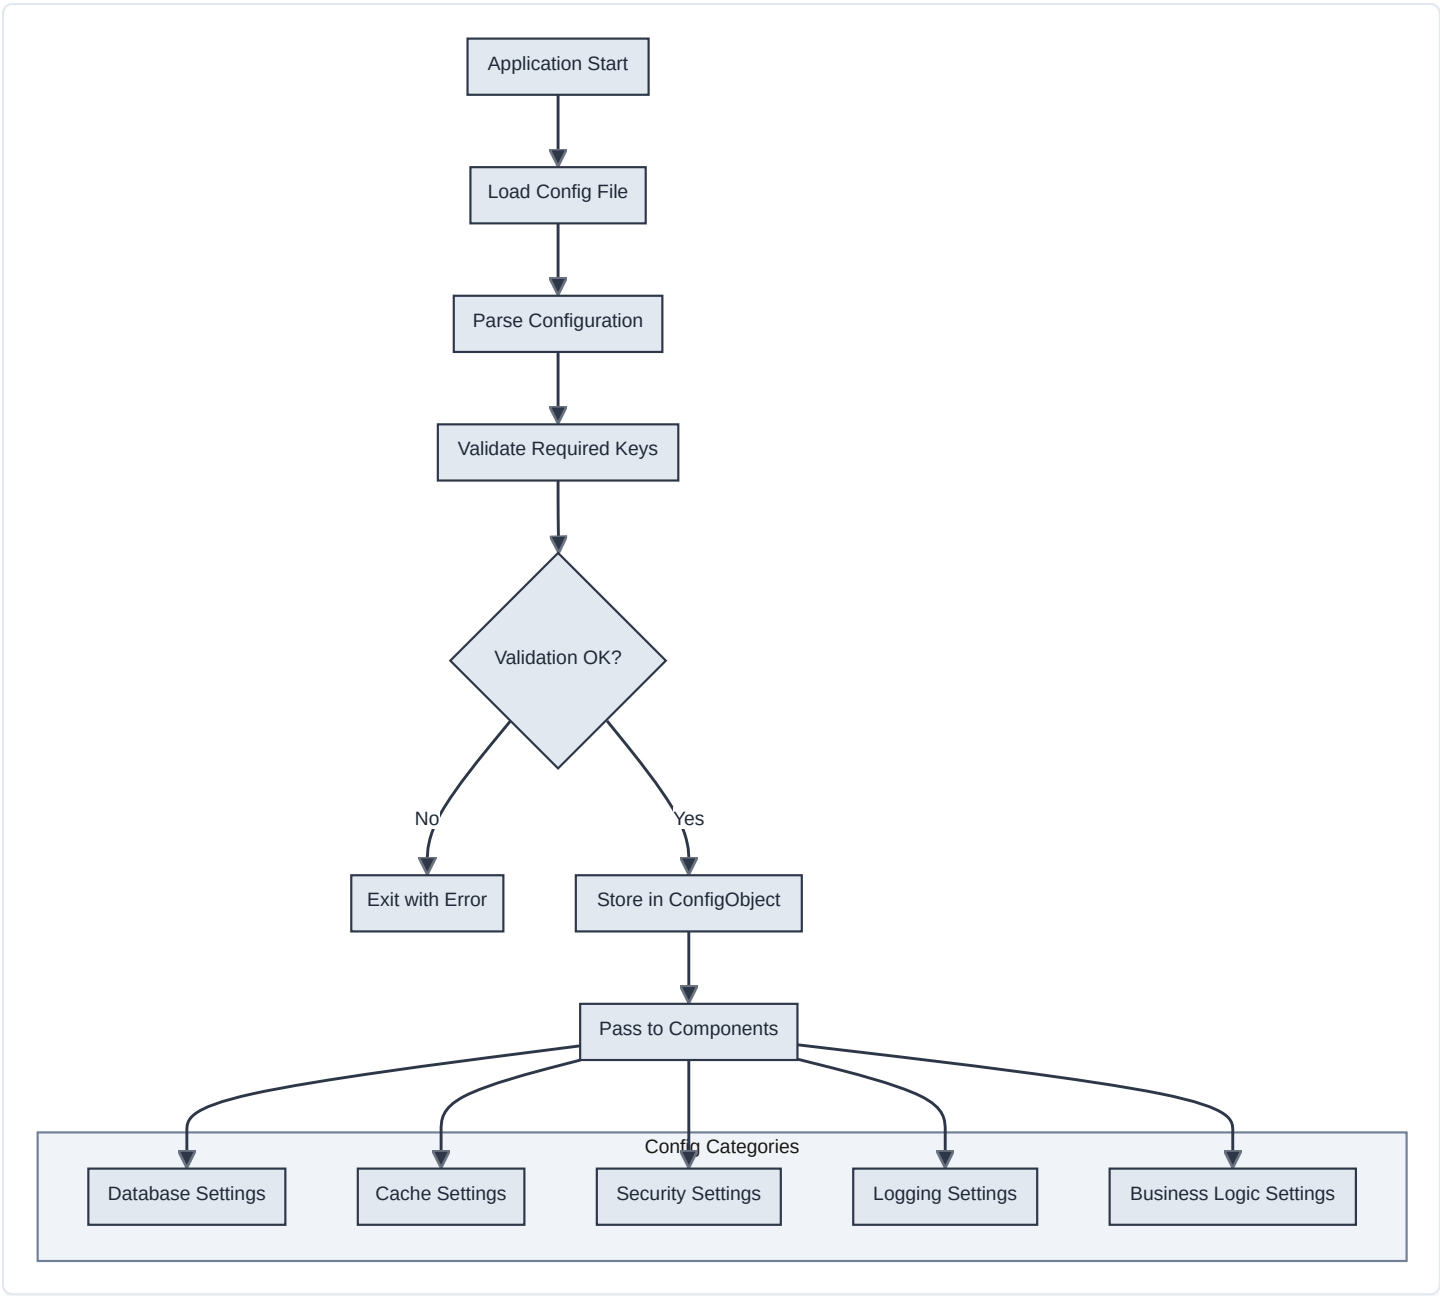 Application Start
Load Config File
Parse Configuration
Validate Required Keys
Validation OK?
No
Yes
Exit with Error
Store in ConfigObject
Pass to Components
Config Categories
Database Settings
Cache Settings
Security Settings
Logging Settings
Business Logic Settings